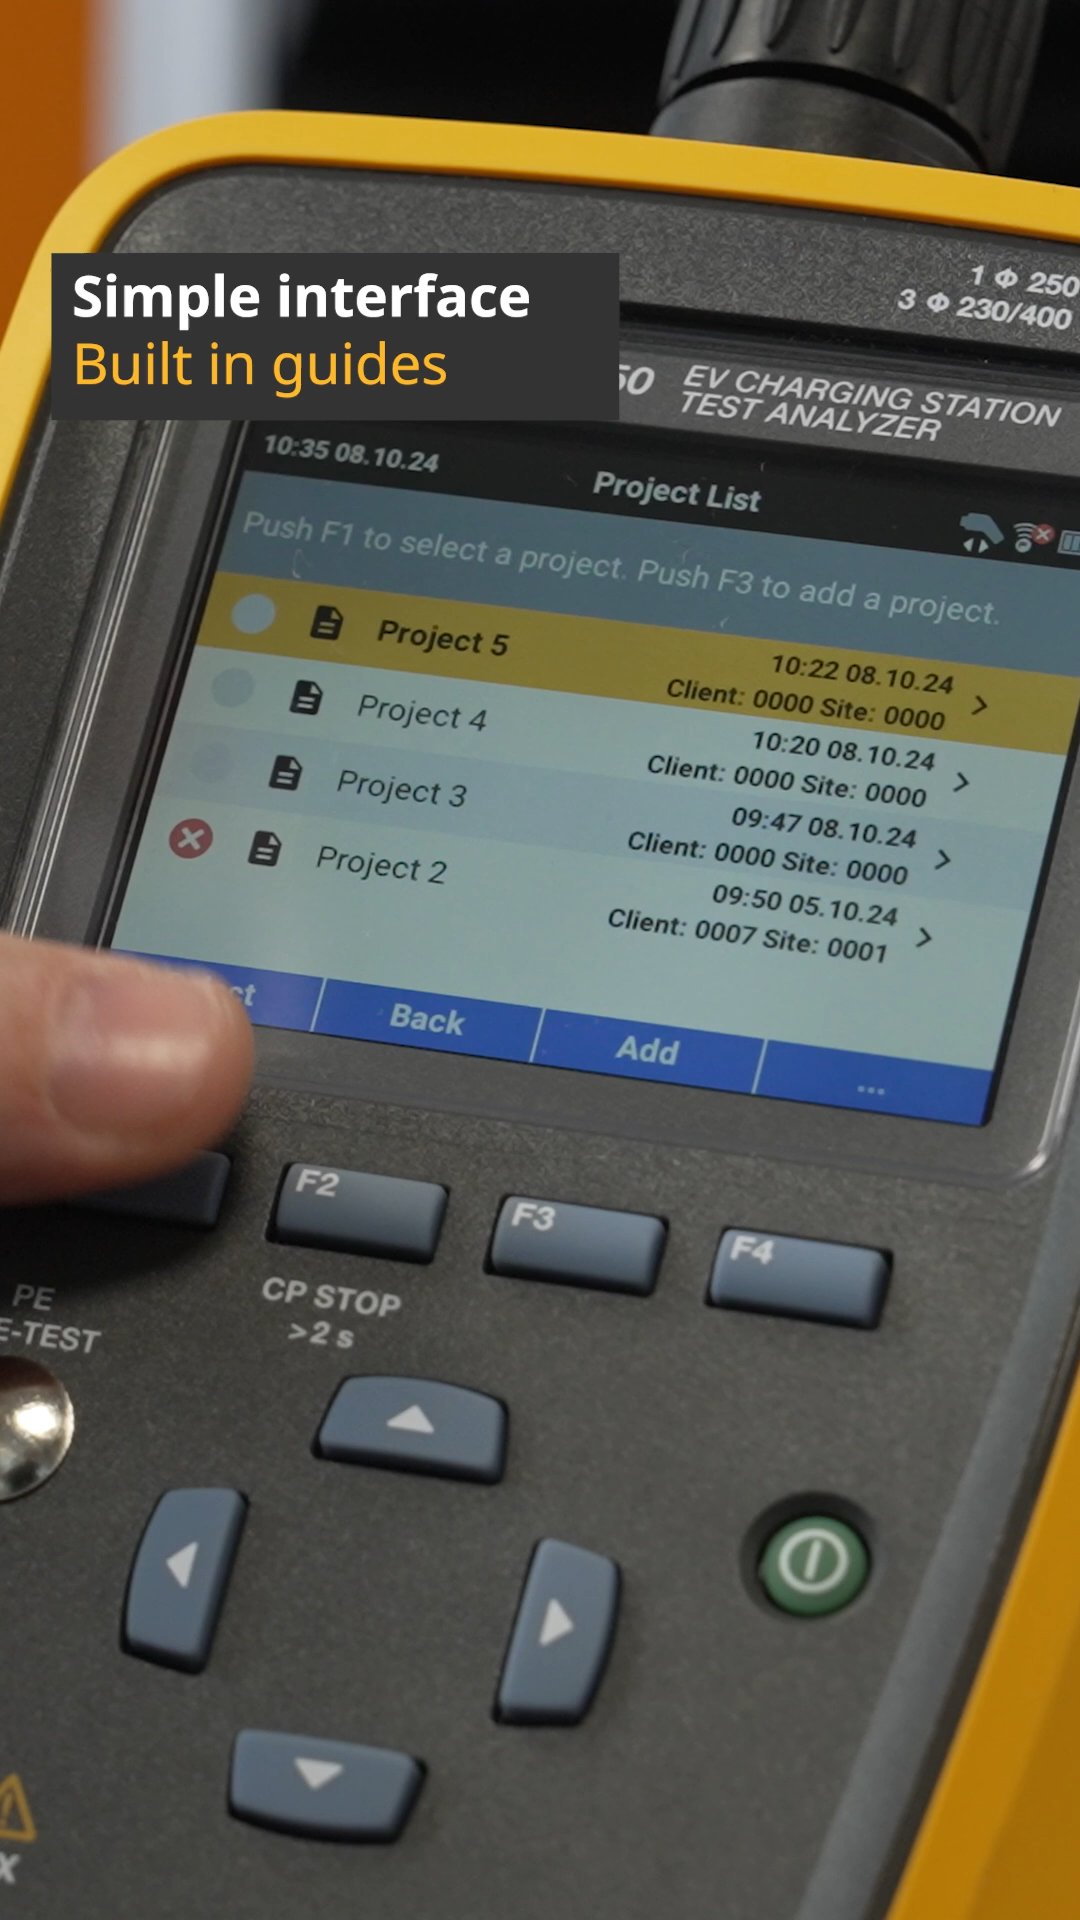 Simple interface
Built in guides
1 Φ 250
3 Φ 230/400
50 EV CHARGING STATION
TEST ANALYZER
10:35 08.10.24
Project List
Push F1 to select a project. Push F3 to add a project.
Project 5
10:22 08.10.24
Client: 0000 Site: 0000
Project 4
10:20 08.10.24
Client: 0000 Site: 0000
Project 3
09:47 08.10.24
Client: 0000 Site: 0000
Project 2
09:50 05.10.24
Client: 0007 Site: 0001
ct Back Add ...
F2 F3 F4
PE
E-TEST
CP STOP
>2 s
X